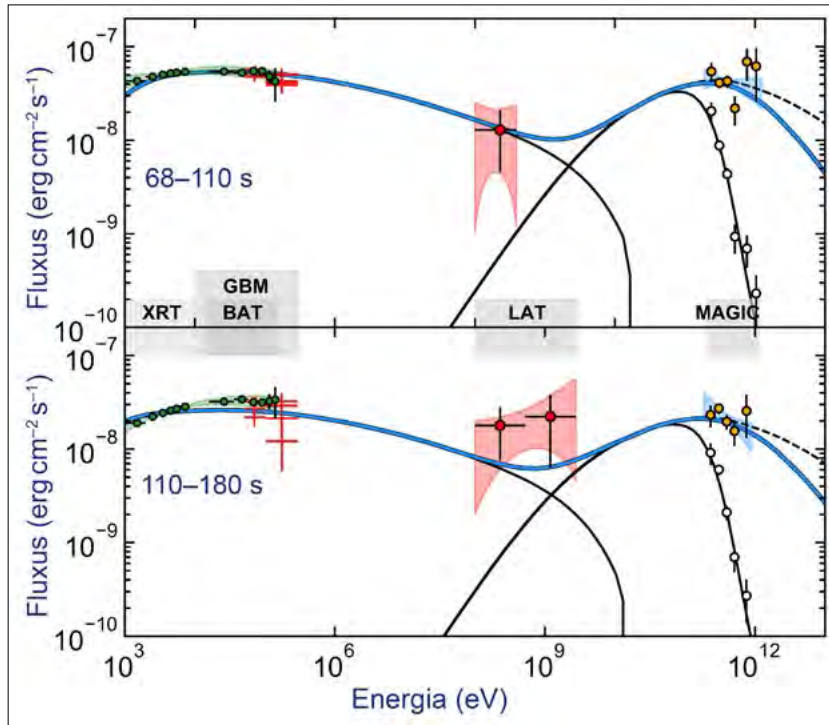 10⁻⁷
10⁻⁸
10⁻⁹
10⁻¹⁰
Fluxus (erg cm⁻² s⁻¹)
68–110 s
XRT
GBM
BAT
LAT
MAGIC
10⁻⁷
10⁻⁸
10⁻⁹
10⁻¹⁰
Fluxus (erg cm⁻² s⁻¹)
110–180 s
10³
10⁶
10⁹
10¹²
Energia (eV)